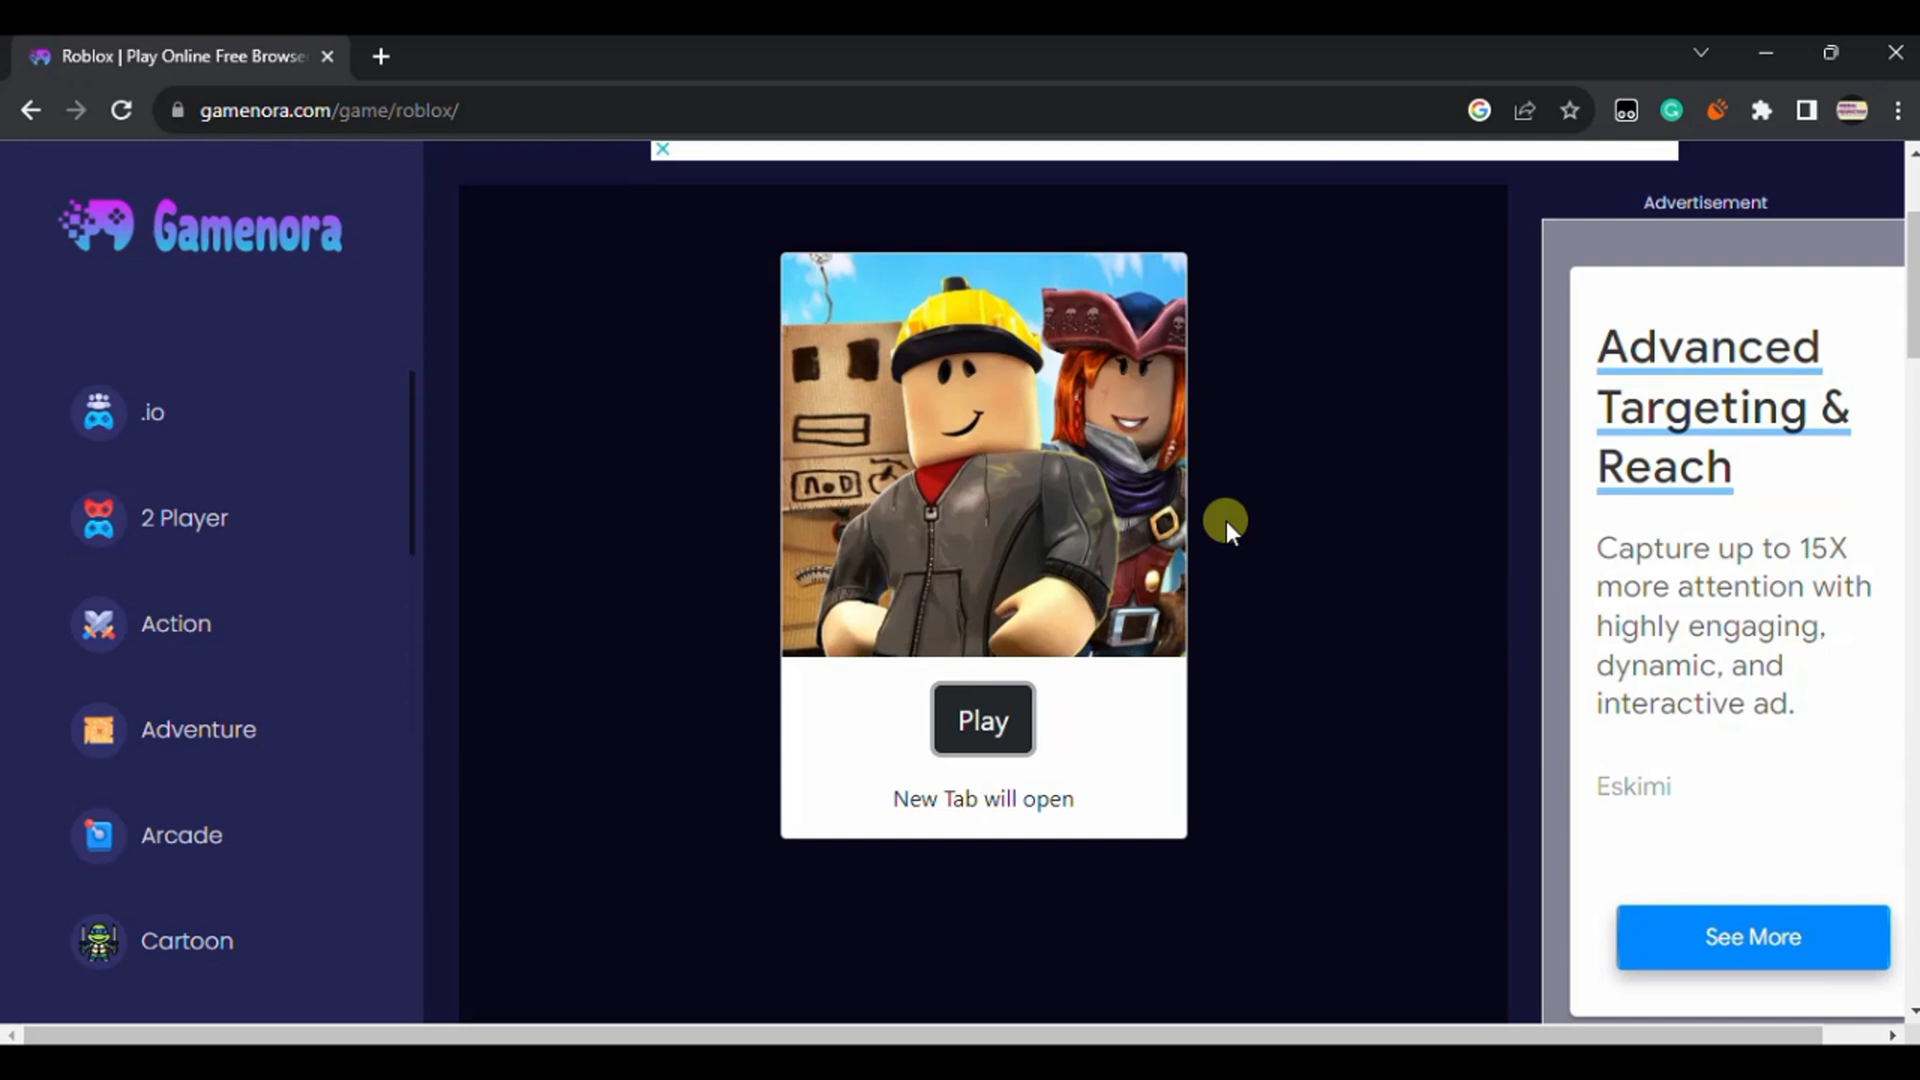 Roblox | Play Online Free Browse
gamenora.com/game/roblox/
Gamenora
.io
2 Player
Action
Adventure
Arcade
Cartoon
NOD
Play
New Tab will open
Advertisement
Advanced
Targeting &
Reach
Capture up to 15X
more attention with
highly engaging,
dynamic, and
interactive ad.
Eskimi
See More